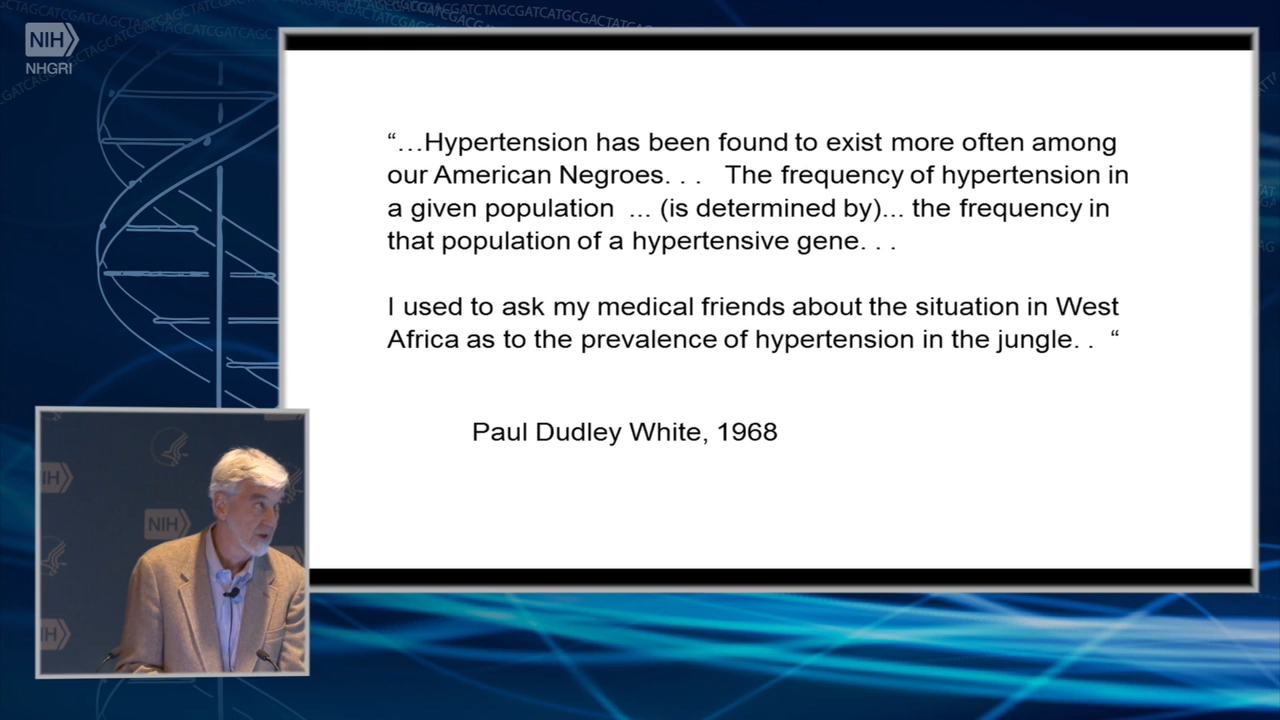 NIH
NHGRI
“…Hypertension has been found to exist more often among
our American Negroes. . .   The frequency of hypertension in
a given population  ... (is determined by)... the frequency in
that population of a hypertensive gene. . .
I used to ask my medical friends about the situation in West
Africa as to the prevalence of hypertension in the jungle. .  “
Paul Dudley White, 1968
NIH